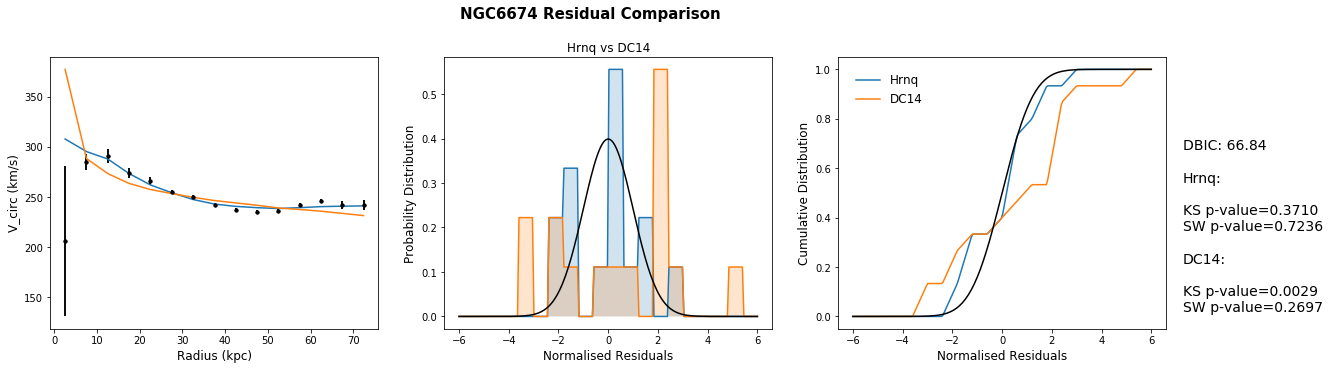 NGC6674 Residual Comparison
V_circ (km/s)
350
300
250
200
150
0 10 20 30 40 50 60 70
Radius (kpc)
Hrnq vs DC14
Probability Distribution
0.5
0.4
0.3
0.2
0.1
0.0
−6 −4 −2 0 2 4 6
Normalised Residuals
Cumulative Distribution
1.0
0.8
0.6
0.4
0.2
0.0
Hrnq
DC14
−6 −4 −2 0 2 4 6
Normalised Residuals
DBIC: 66.84
Hrnq:
KS p-value=0.3710
SW p-value=0.7236
DC14:
KS p-value=0.0029
SW p-value=0.2697